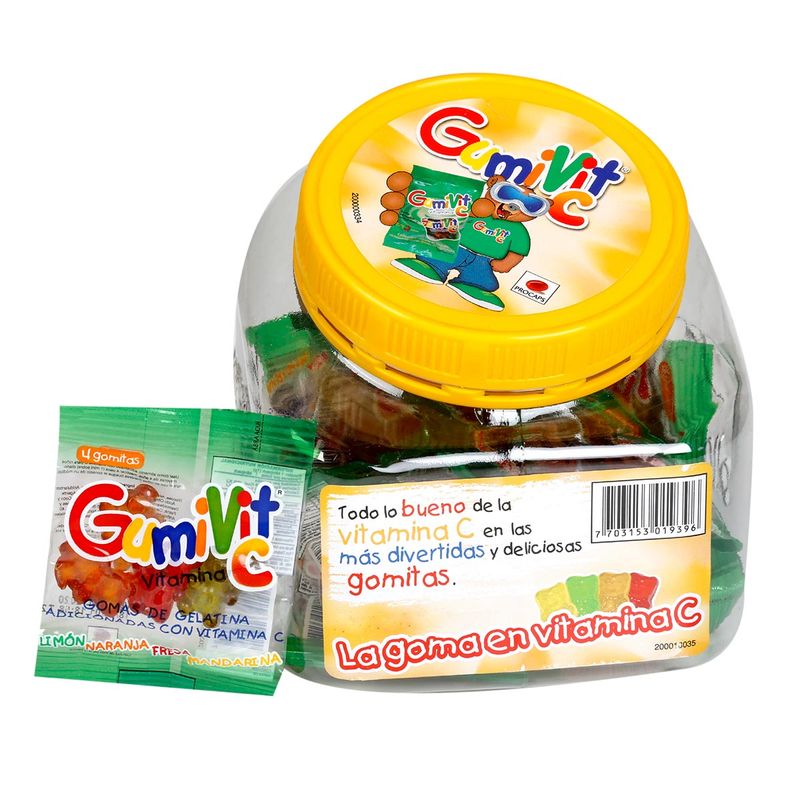 GumiVit C
®
20000334
GumiVit C
GumiVit C
PROCAPS
4 gomitas
GumiVit C
®
Vitamina
GOMAS DE GELATINA
ADICIONADAS CON VITAMINA C
LIMÓN NARANJA FRESA MANDARINA
Todo lo bueno de la
vitamina C en las
más divertidas y deliciosas
gomitas.
7 703153 019396
La goma en vitamina C
200010035